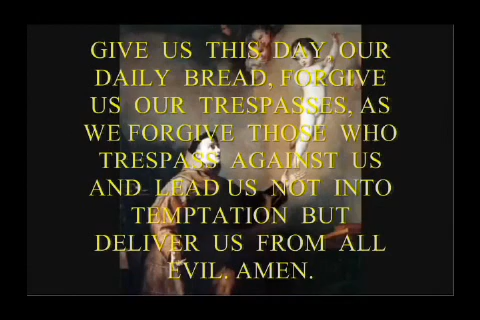 GIVE US THIS DAY, OUR
DAILY BREAD, FORGIVE
US OUR TRESPASSES, AS
WE FORGIVE THOSE WHO
TRESPASS AGAINST US
AND LEAD US NOT INTO
TEMPTATION BUT
DELIVER US FROM ALL
EVIL. AMEN.